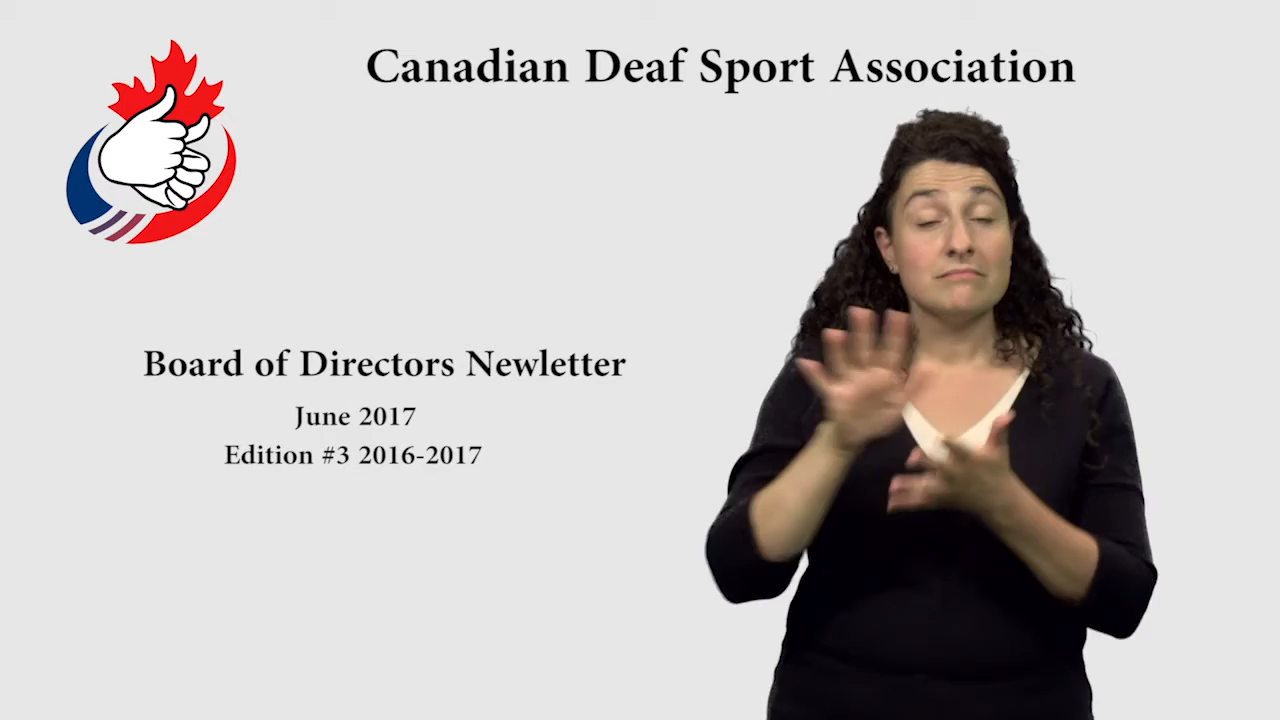 Canadian Deaf Sport Association
Board of Directors Newletter
June 2017
Edition #3 2016-2017